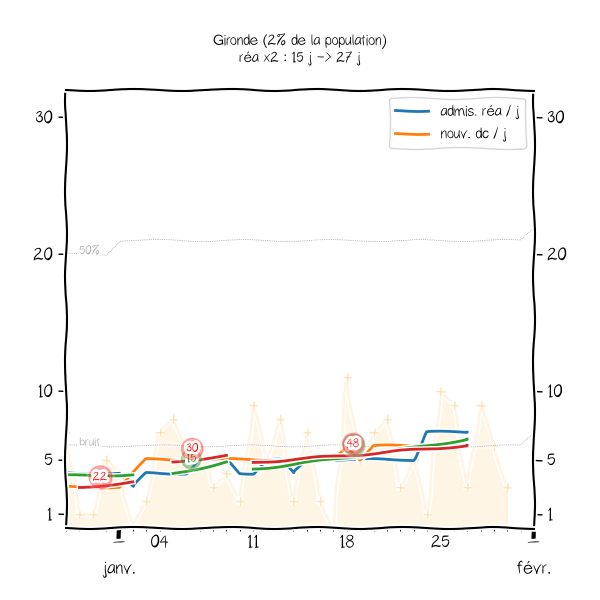 Gironde (2% de la population)
réa x2 : 15 j -> 27 j
admis. réa / j
nouv. dc / j
30
30
20
20
10
10
5
5
1
1
50%
bruit
22
30
48
04
11
18
25
janv.
févr.